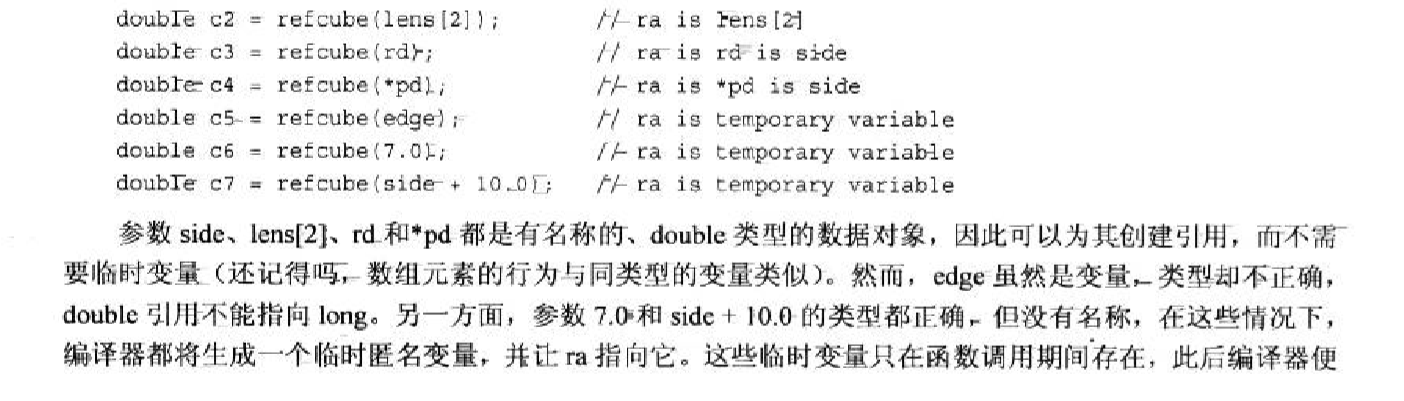 double c2 = refcube(lens[2]); // ra is lens[2]
double c3 = refcube(rd); // ra is rd is side
double c4 = refcube(*pd); // ra is *pd is side
double c5 = refcube(edge); // ra is temporary variable
double c6 = refcube(7.0); // ra is temporary variable
double c7 = refcube(side + 10.0); // ra is temporary variable
参数 side、lens[2]、rd 和*pd 都是有名称的、double 类型的数据对象，因此可以为其创建引用，而不需
要临时变量（还记得吗，数组元素的行为与同类型的变量类似）。然而，edge 虽然是变量，类型却不正确，
double 引用不能指向 long。另一方面，参数 7.0 和 side + 10.0 的类型都正确，但没有名称，在这些情况下，
编译器都将生成一个临时匿名变量，并让 ra 指向它。这些临时变量只在函数调用期间存在，此后编译器便